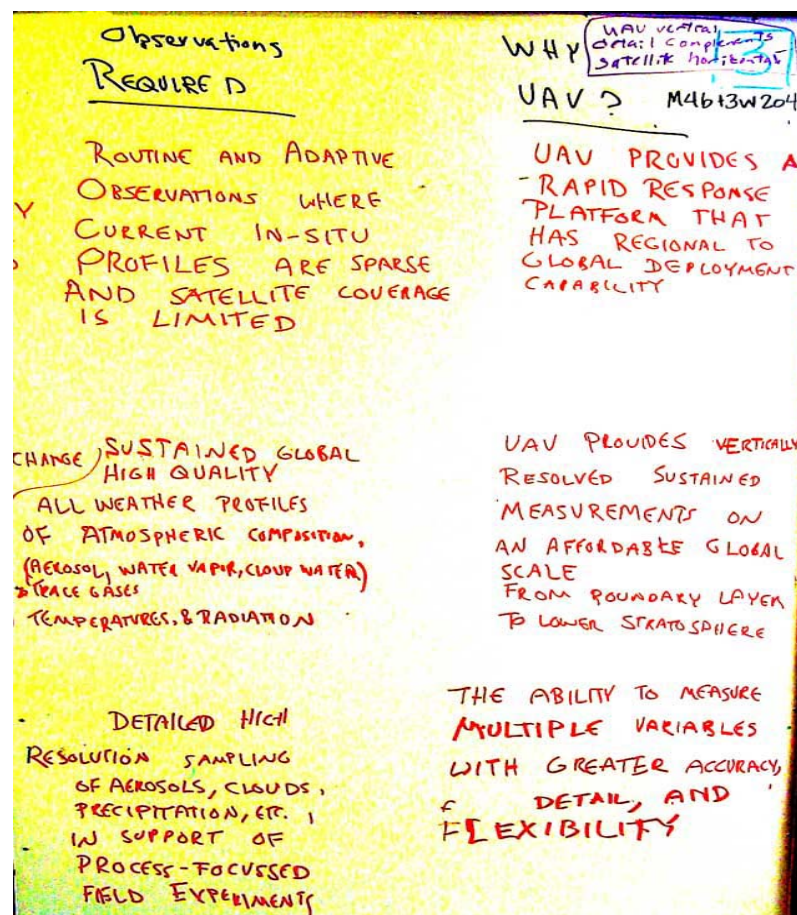 Observations
REQUIRED
ROUTINE AND ADAPTIVE
OBSERVATIONS WHERE
CURRENT IN-SITU
PROFILES ARE SPARSE
AND SATELLITE COVERAGE
IS LIMITED
CHANGE
SUSTAINED GLOBAL
HIGH QUALITY
ALL WEATHER PROFILES
OF ATMOSPHERIC COMPOSITION,
(AEROSOL, WATER VAPOR, CLOUD WATER)
TRACE GASES
TEMPERATURES, & RADIATION
DETAILED HIGH
RESOLUTION SAMPLING
OF AEROSOLS, CLOUDS,
PRECIPITATION, ETC.,
IN SUPPORT OF
PROCESS-FOCUSSED
FIELD EXPERIMENTS
WHY
UAV?
UAV vertical
detail complements
satellite horizontal
3
M4b+3W204
UAV PROVIDES A
RAPID RESPONSE
PLATFORM THAT
HAS REGIONAL TO
GLOBAL DEPLOYMENT
CAPABILITY
UAV PROVIDES VERTICALLY
RESOLVED SUSTAINED
MEASUREMENTS ON
AN AFFORDABLE GLOBAL
SCALE
FROM BOUNDARY LAYER
TO LOWER STRATOSPHERE
THE ABILITY TO MEASURE
MULTIPLE VARIABLES
WITH GREATER ACCURACY,
DETAIL, AND
FLEXIBILITY